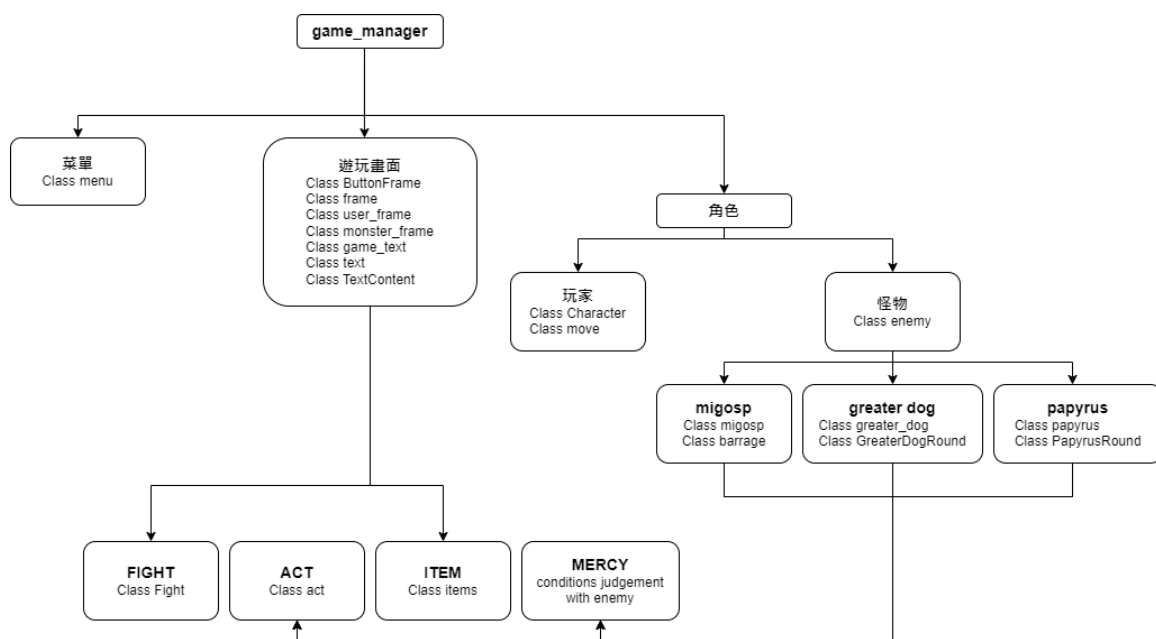 game_manager
菜單
Class menu
遊玩畫面
Class ButtonFrame
Class frame
Class user_frame
Class monster_frame
Class game_text
Class text
Class TextContent
角色
玩家
Class Character
Class move
怪物
Class enemy
migosp
Class migosp
Class barrage
greater dog
Class greater_dog
Class GreaterDogRound
papyrus
Class papyrus
Class PapyrusRound
FIGHT
Class Fight
ACT
Class act
ITEM
Class items
MERCY
conditions judgement
with enemy